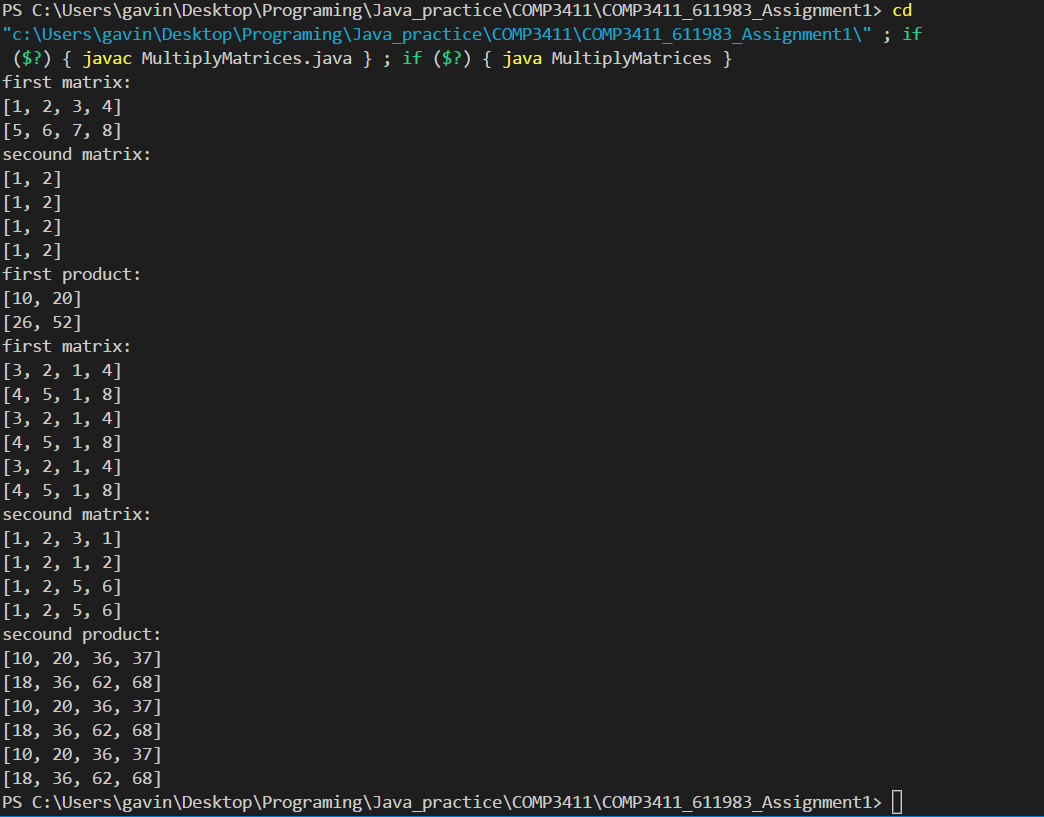 PS C:\Users\gavin\Desktop\Programing\Java_practice\COMP3411\COMP3411_611983_Assignment1> cd
"c:\Users\gavin\Desktop\Programing\Java_practice\COMP3411\COMP3411_611983_Assignment1\" ; if
($?) { javac MultiplyMatrices.java } ; if ($?) { java MultiplyMatrices }
first matrix:
[1, 2, 3, 4]
[5, 6, 7, 8]
secound matrix:
[1, 2]
[1, 2]
[1, 2]
[1, 2]
first product:
[10, 20]
[26, 52]
first matrix:
[3, 2, 1, 4]
[4, 5, 1, 8]
[3, 2, 1, 4]
[4, 5, 1, 8]
[3, 2, 1, 4]
[4, 5, 1, 8]
secound matrix:
[1, 2, 3, 1]
[1, 2, 1, 2]
[1, 2, 5, 6]
[1, 2, 5, 6]
secound product:
[10, 20, 36, 37]
[18, 36, 62, 68]
[10, 20, 36, 37]
[18, 36, 62, 68]
[10, 20, 36, 37]
[18, 36, 62, 68]
PS C:\Users\gavin\Desktop\Programing\Java_practice\COMP3411\COMP3411_611983_Assignment1>